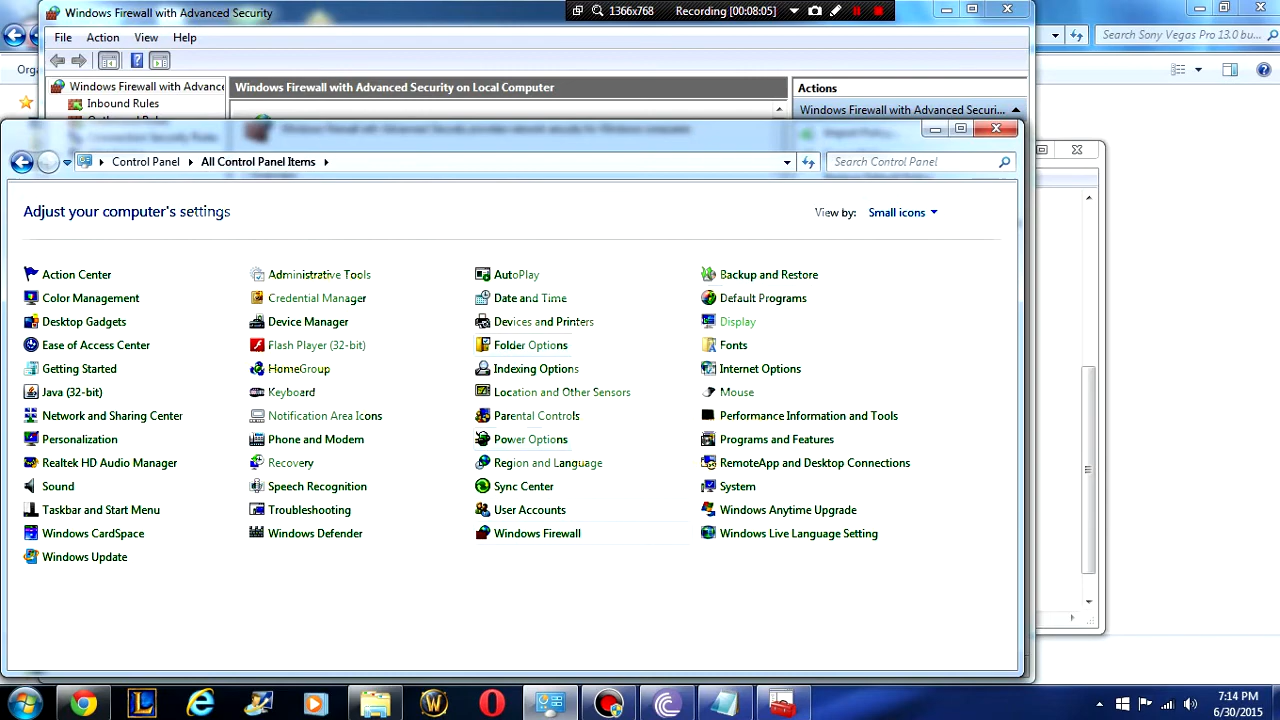 Windows Firewall with Advanced Security
1366x768
Recording [00:08:05]
File Action View Help
Search Sony Vegas Pro 13.0 bu...
Orga
Windows Firewall with Advance
Inbound Rules
Windows Firewall with Advanced Security on Local Computer
Actions
Windows Firewall with Advanced Securi...
Control Panel
All Control Panel Items
Search Control Panel
Adjust your computer's settings
View by: Small icons
Action Center
Administrative Tools
AutoPlay
Backup and Restore
Color Management
Credential Manager
Date and Time
Default Programs
Desktop Gadgets
Device Manager
Devices and Printers
Display
Ease of Access Center
Flash Player (32-bit)
Folder Options
Fonts
Getting Started
HomeGroup
Indexing Options
Internet Options
Java (32-bit)
Keyboard
Location and Other Sensors
Mouse
Network and Sharing Center
Notification Area Icons
Parental Controls
Performance Information and Tools
Personalization
Phone and Modem
Power Options
Programs and Features
Realtek HD Audio Manager
Recovery
Region and Language
RemoteApp and Desktop Connections
Sound
Speech Recognition
Sync Center
System
Taskbar and Start Menu
Troubleshooting
User Accounts
Windows Anytime Upgrade
Windows CardSpace
Windows Defender
Windows Firewall
Windows Live Language Setting
Windows Update
7:14 PM
6/30/2015